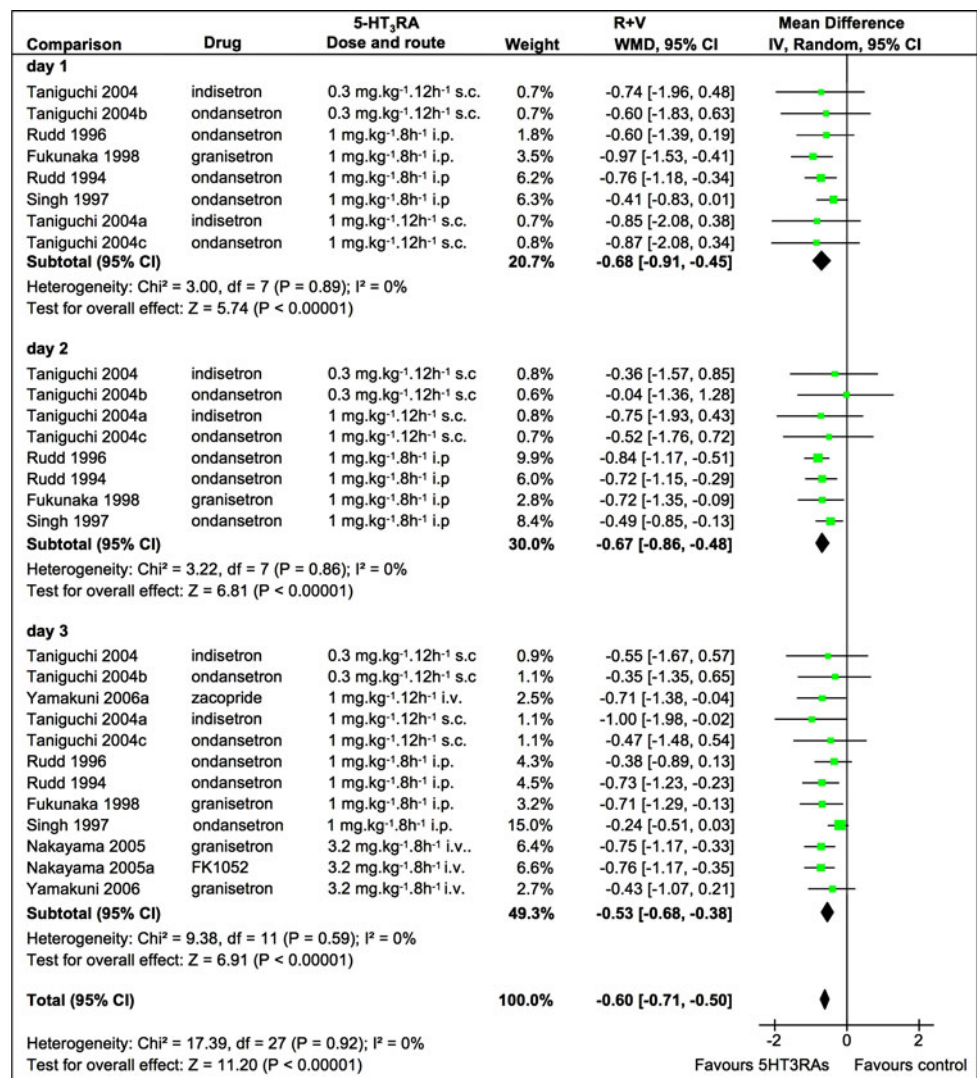 5-HT₃RA R+V Mean Difference
Comparison Drug Dose and route Weight WMD, 95% CI IV, Random, 95% CI
day 1
Taniguchi 2004 indisetron 0.3 mg.kg⁻¹.12h⁻¹ s.c. 0.7% -0.74 [-1.96, 0.48]
Taniguchi 2004b ondansetron 0.3 mg.kg⁻¹.12h⁻¹ s.c. 0.7% -0.60 [-1.83, 0.63]
Rudd 1996 ondansetron 1 mg.kg⁻¹.8h⁻¹ i.p. 1.8% -0.60 [-1.39, 0.19]
Fukunaka 1998 granisetron 1 mg.kg⁻¹.8h⁻¹ i.p. 3.5% -0.97 [-1.53, -0.41]
Rudd 1994 ondansetron 1 mg.kg⁻¹.8h⁻¹ i.p 6.2% -0.76 [-1.18, -0.34]
Singh 1997 ondansetron 1 mg.kg⁻¹.8h⁻¹ i.p 6.3% -0.41 [-0.83, 0.01]
Taniguchi 2004a indisetron 1 mg.kg⁻¹.12h⁻¹ s.c. 0.7% -0.85 [-2.08, 0.38]
Taniguchi 2004c ondansetron 1 mg.kg⁻¹.12h⁻¹ s.c. 0.8% -0.87 [-2.08, 0.34]
Subtotal (95% CI) 20.7% -0.68 [-0.91, -0.45]
Heterogeneity: Chi² = 3.00, df = 7 (P = 0.89); I² = 0%
Test for overall effect: Z = 5.74 (P < 0.00001)
day 2
Taniguchi 2004 indisetron 0.3 mg.kg⁻¹.12h⁻¹ s.c 0.8% -0.36 [-1.57, 0.85]
Taniguchi 2004b ondansetron 0.3 mg.kg⁻¹.12h⁻¹ s.c 0.6% -0.04 [-1.36, 1.28]
Taniguchi 2004a indisetron 1 mg.kg⁻¹.12h⁻¹ s.c. 0.8% -0.75 [-1.93, 0.43]
Taniguchi 2004c ondansetron 1 mg.kg⁻¹.12h⁻¹ s.c. 0.7% -0.52 [-1.76, 0.72]
Rudd 1996 ondansetron 1 mg.kg⁻¹.8h⁻¹ i.p 9.9% -0.84 [-1.17, -0.51]
Rudd 1994 ondansetron 1 mg.kg⁻¹.8h⁻¹ i.p 6.0% -0.72 [-1.15, -0.29]
Fukunaka 1998 granisetron 1 mg.kg⁻¹.8h⁻¹ i.p 2.8% -0.72 [-1.35, -0.09]
Singh 1997 ondansetron 1 mg.kg⁻¹.8h⁻¹ i.p 8.4% -0.49 [-0.85, -0.13]
Subtotal (95% CI) 30.0% -0.67 [-0.86, -0.48]
Heterogeneity: Chi² = 3.22, df = 7 (P = 0.86); I² = 0%
Test for overall effect: Z = 6.81 (P < 0.00001)
day 3
Taniguchi 2004 indisetron 0.3 mg.kg⁻¹.12h⁻¹ s.c 0.9% -0.55 [-1.67, 0.57]
Taniguchi 2004b ondansetron 0.3 mg.kg⁻¹.12h⁻¹ s.c 1.1% -0.35 [-1.35, 0.65]
Yamakuni 2006a zacopride 1 mg.kg⁻¹.12h⁻¹ i.v. 2.5% -0.71 [-1.38, -0.04]
Taniguchi 2004a indisetron 1 mg.kg⁻¹.12h⁻¹ s.c. 1.1% -1.00 [-1.98, -0.02]
Taniguchi 2004c ondansetron 1 mg.kg⁻¹.12h⁻¹ s.c. 1.1% -0.47 [-1.48, 0.54]
Rudd 1996 ondansetron 1 mg.kg⁻¹.8h⁻¹ i.p. 4.3% -0.38 [-0.89, 0.13]
Rudd 1994 ondansetron 1 mg.kg⁻¹.8h⁻¹ i.p. 4.5% -0.73 [-1.23, -0.23]
Fukunaka 1998 granisetron 1 mg.kg⁻¹.8h⁻¹ i.p. 3.2% -0.71 [-1.29, -0.13]
Singh 1997 ondansetron 1 mg.kg⁻¹.8h⁻¹ i.p. 15.0% -0.24 [-0.51, 0.03]
Nakayama 2005 granisetron 3.2 mg.kg⁻¹.8h⁻¹ i.v.. 6.4% -0.75 [-1.17, -0.33]
Nakayama 2005a FK1052 3.2 mg.kg⁻¹.8h⁻¹ i.v. 6.6% -0.76 [-1.17, -0.35]
Yamakuni 2006 granisetron 3.2 mg.kg⁻¹.8h⁻¹ i.v. 2.7% -0.43 [-1.07, 0.21]
Subtotal (95% CI) 49.3% -0.53 [-0.68, -0.38]
Heterogeneity: Chi² = 9.38, df = 11 (P = 0.59); I² = 0%
Test for overall effect: Z = 6.91 (P < 0.00001)
Total (95% CI) 100.0% -0.60 [-0.71, -0.50]
Heterogeneity: Chi² = 17.39, df = 27 (P = 0.92); I² = 0%
Test for overall effect: Z = 11.20 (P < 0.00001)
-2 0 2
Favours 5HT3RAs Favours control